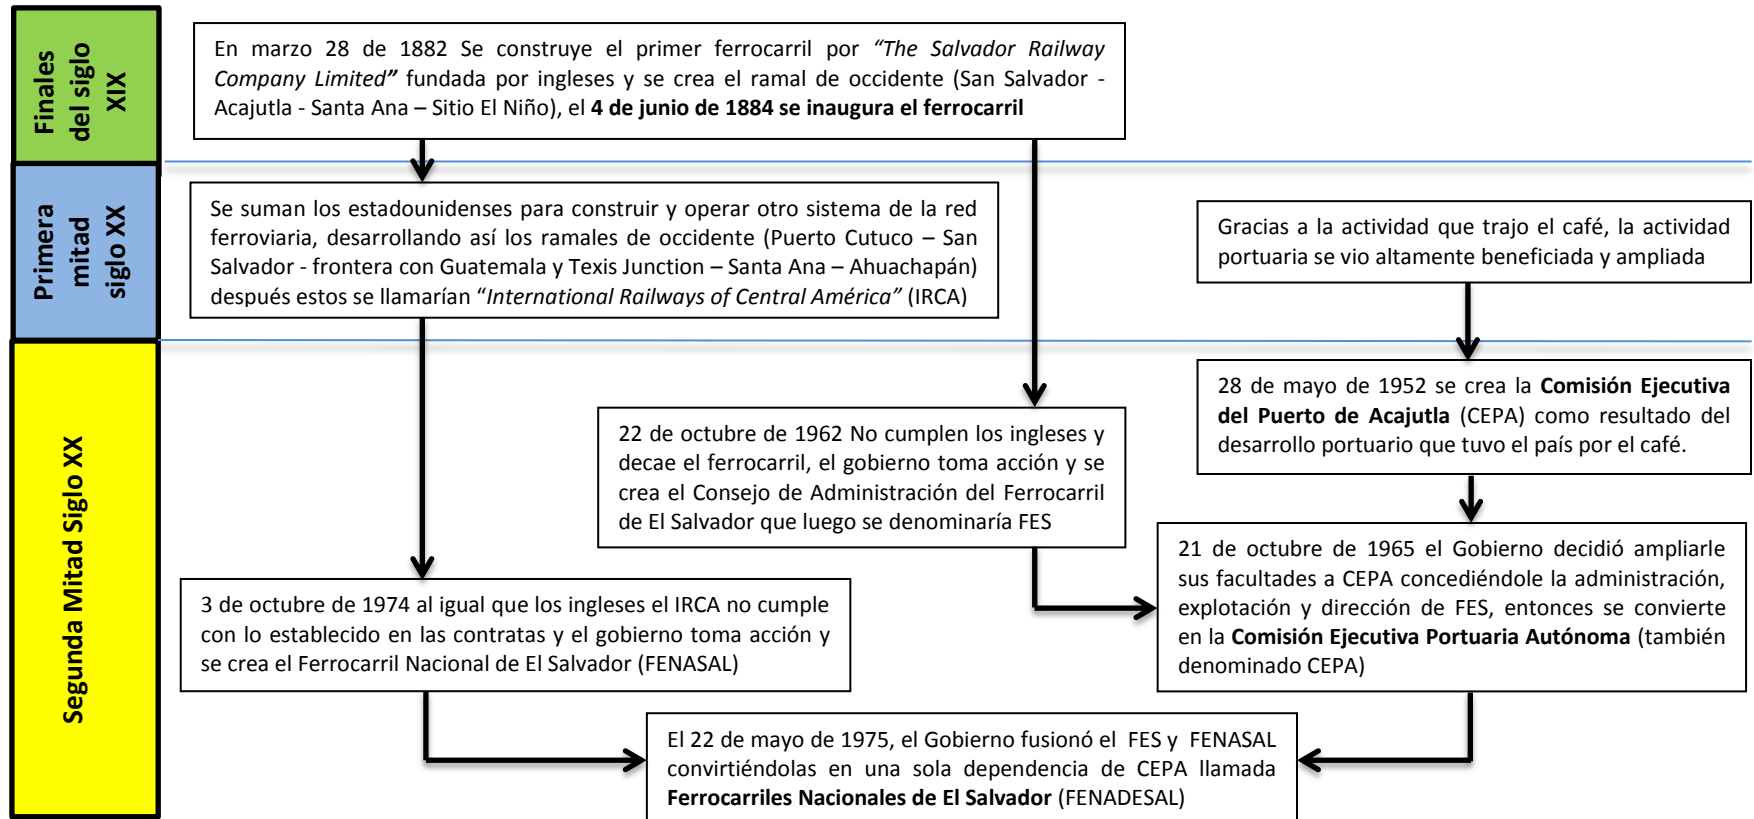 Finales
del siglo
XIX
En marzo 28 de 1882 Se construye el primer ferrocarril por “The Salvador Railway
Company Limited” fundada por ingleses y se crea el ramal de occidente (San Salvador -
Acajutla - Santa Ana – Sitio El Niño), el 4 de junio de 1884 se inaugura el ferrocarril
Primera
mitad
siglo XX
Se suman los estadounidenses para construir y operar otro sistema de la red
ferroviaria, desarrollando así los ramales de occidente (Puerto Cutuco – San
Salvador - frontera con Guatemala y Texis Junction – Santa Ana – Ahuachapán)
después estos se llamarían “International Railways of Central América” (IRCA)
Gracias a la actividad que trajo el café, la actividad
portuaria se vio altamente beneficiada y ampliada
Segunda Mitad Siglo XX
28 de mayo de 1952 se crea la Comisión Ejecutiva
del Puerto de Acajutla (CEPA) como resultado del
desarrollo portuario que tuvo el país por el café.
22 de octubre de 1962 No cumplen los ingleses y
decae el ferrocarril, el gobierno toma acción y se
crea el Consejo de Administración del Ferrocarril
de El Salvador que luego se denominaría FES
21 de octubre de 1965 el Gobierno decidió ampliarle
sus facultades a CEPA concediéndole la administración,
explotación y dirección de FES, entonces se convierte
en la Comisión Ejecutiva Portuaria Autónoma (también
denominado CEPA)
3 de octubre de 1974 al igual que los ingleses el IRCA no cumple
con lo establecido en las contratas y el gobierno toma acción y
se crea el Ferrocarril Nacional de El Salvador (FENASAL)
El 22 de mayo de 1975, el Gobierno fusionó el FES y FENASAL
convirtiéndolas en una sola dependencia de CEPA llamada
Ferrocarriles Nacionales de El Salvador (FENADESAL)